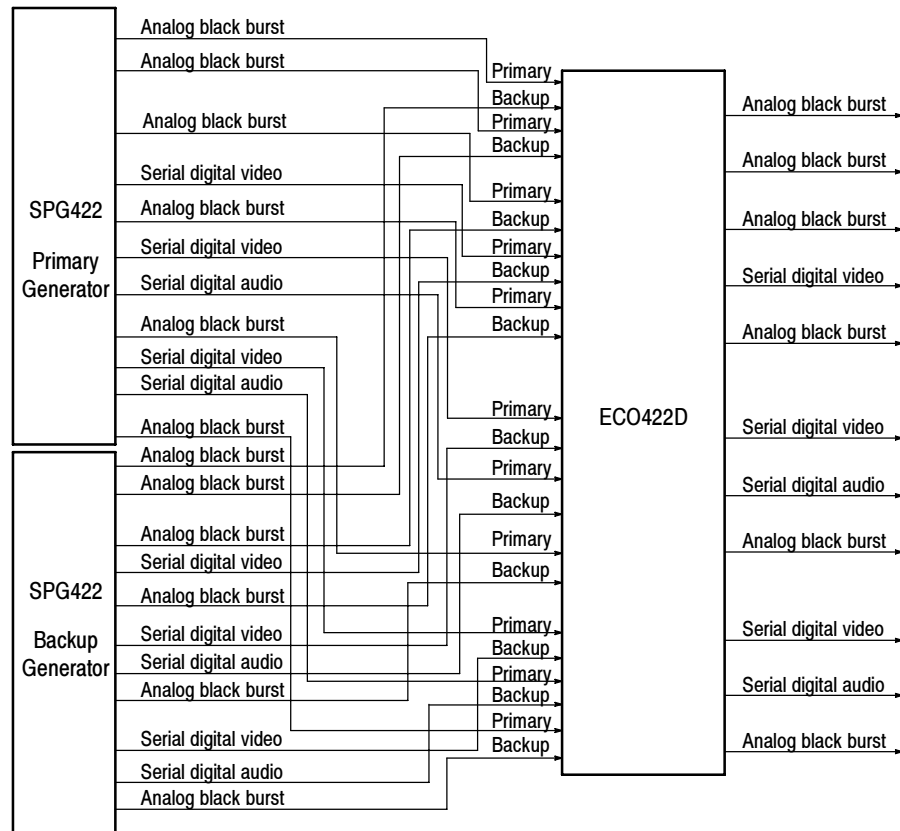 Analog black burst
Analog black burst
Analog black burst
Serial digital video
Analog black burst
Serial digital video
Serial digital audio
Analog black burst
Serial digital video
Serial digital audio
Analog black burst
SPG422
Primary
Generator
Analog black burst
Analog black burst
Analog black burst
Serial digital video
Analog black burst
Serial digital video
Serial digital audio
Analog black burst
Serial digital video
Serial digital audio
Analog black burst
SPG422
Backup
Generator
Primary
Backup
Primary
Backup
Primary
Backup
Primary
Backup
Primary
Backup
Primary
Backup
Primary
Backup
Primary
Backup
Primary
Backup
Primary
Backup
Primary
Backup
ECO422D
Analog black burst
Analog black burst
Analog black burst
Serial digital video
Analog black burst
Serial digital video
Serial digital audio
Analog black burst
Serial digital video
Serial digital audio
Analog black burst